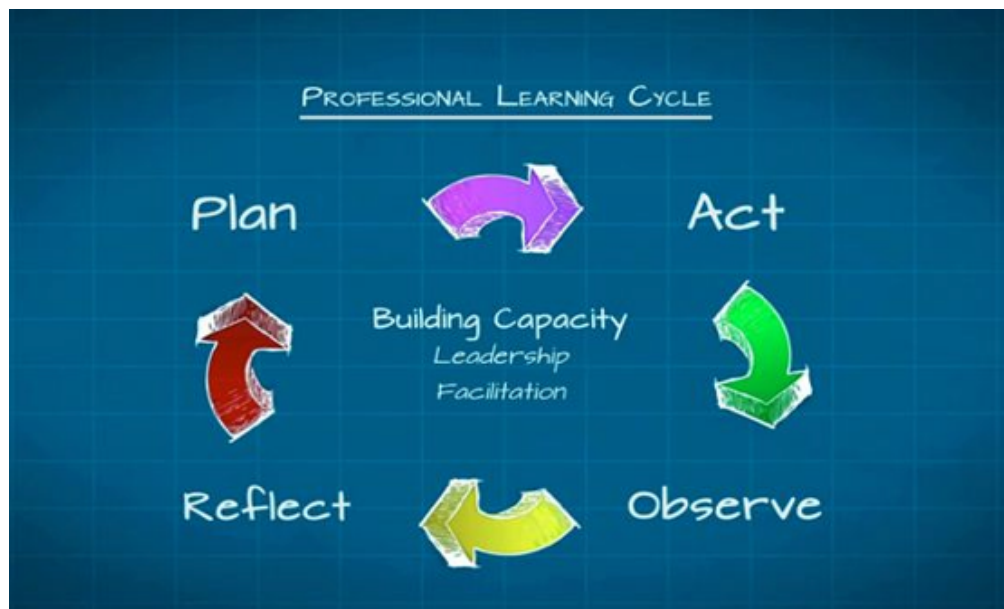 PROFESSIONAL LEARNING CYCLE
Plan
Act
Building Capacity
Leadership
Facilitation
Reflect
Observe